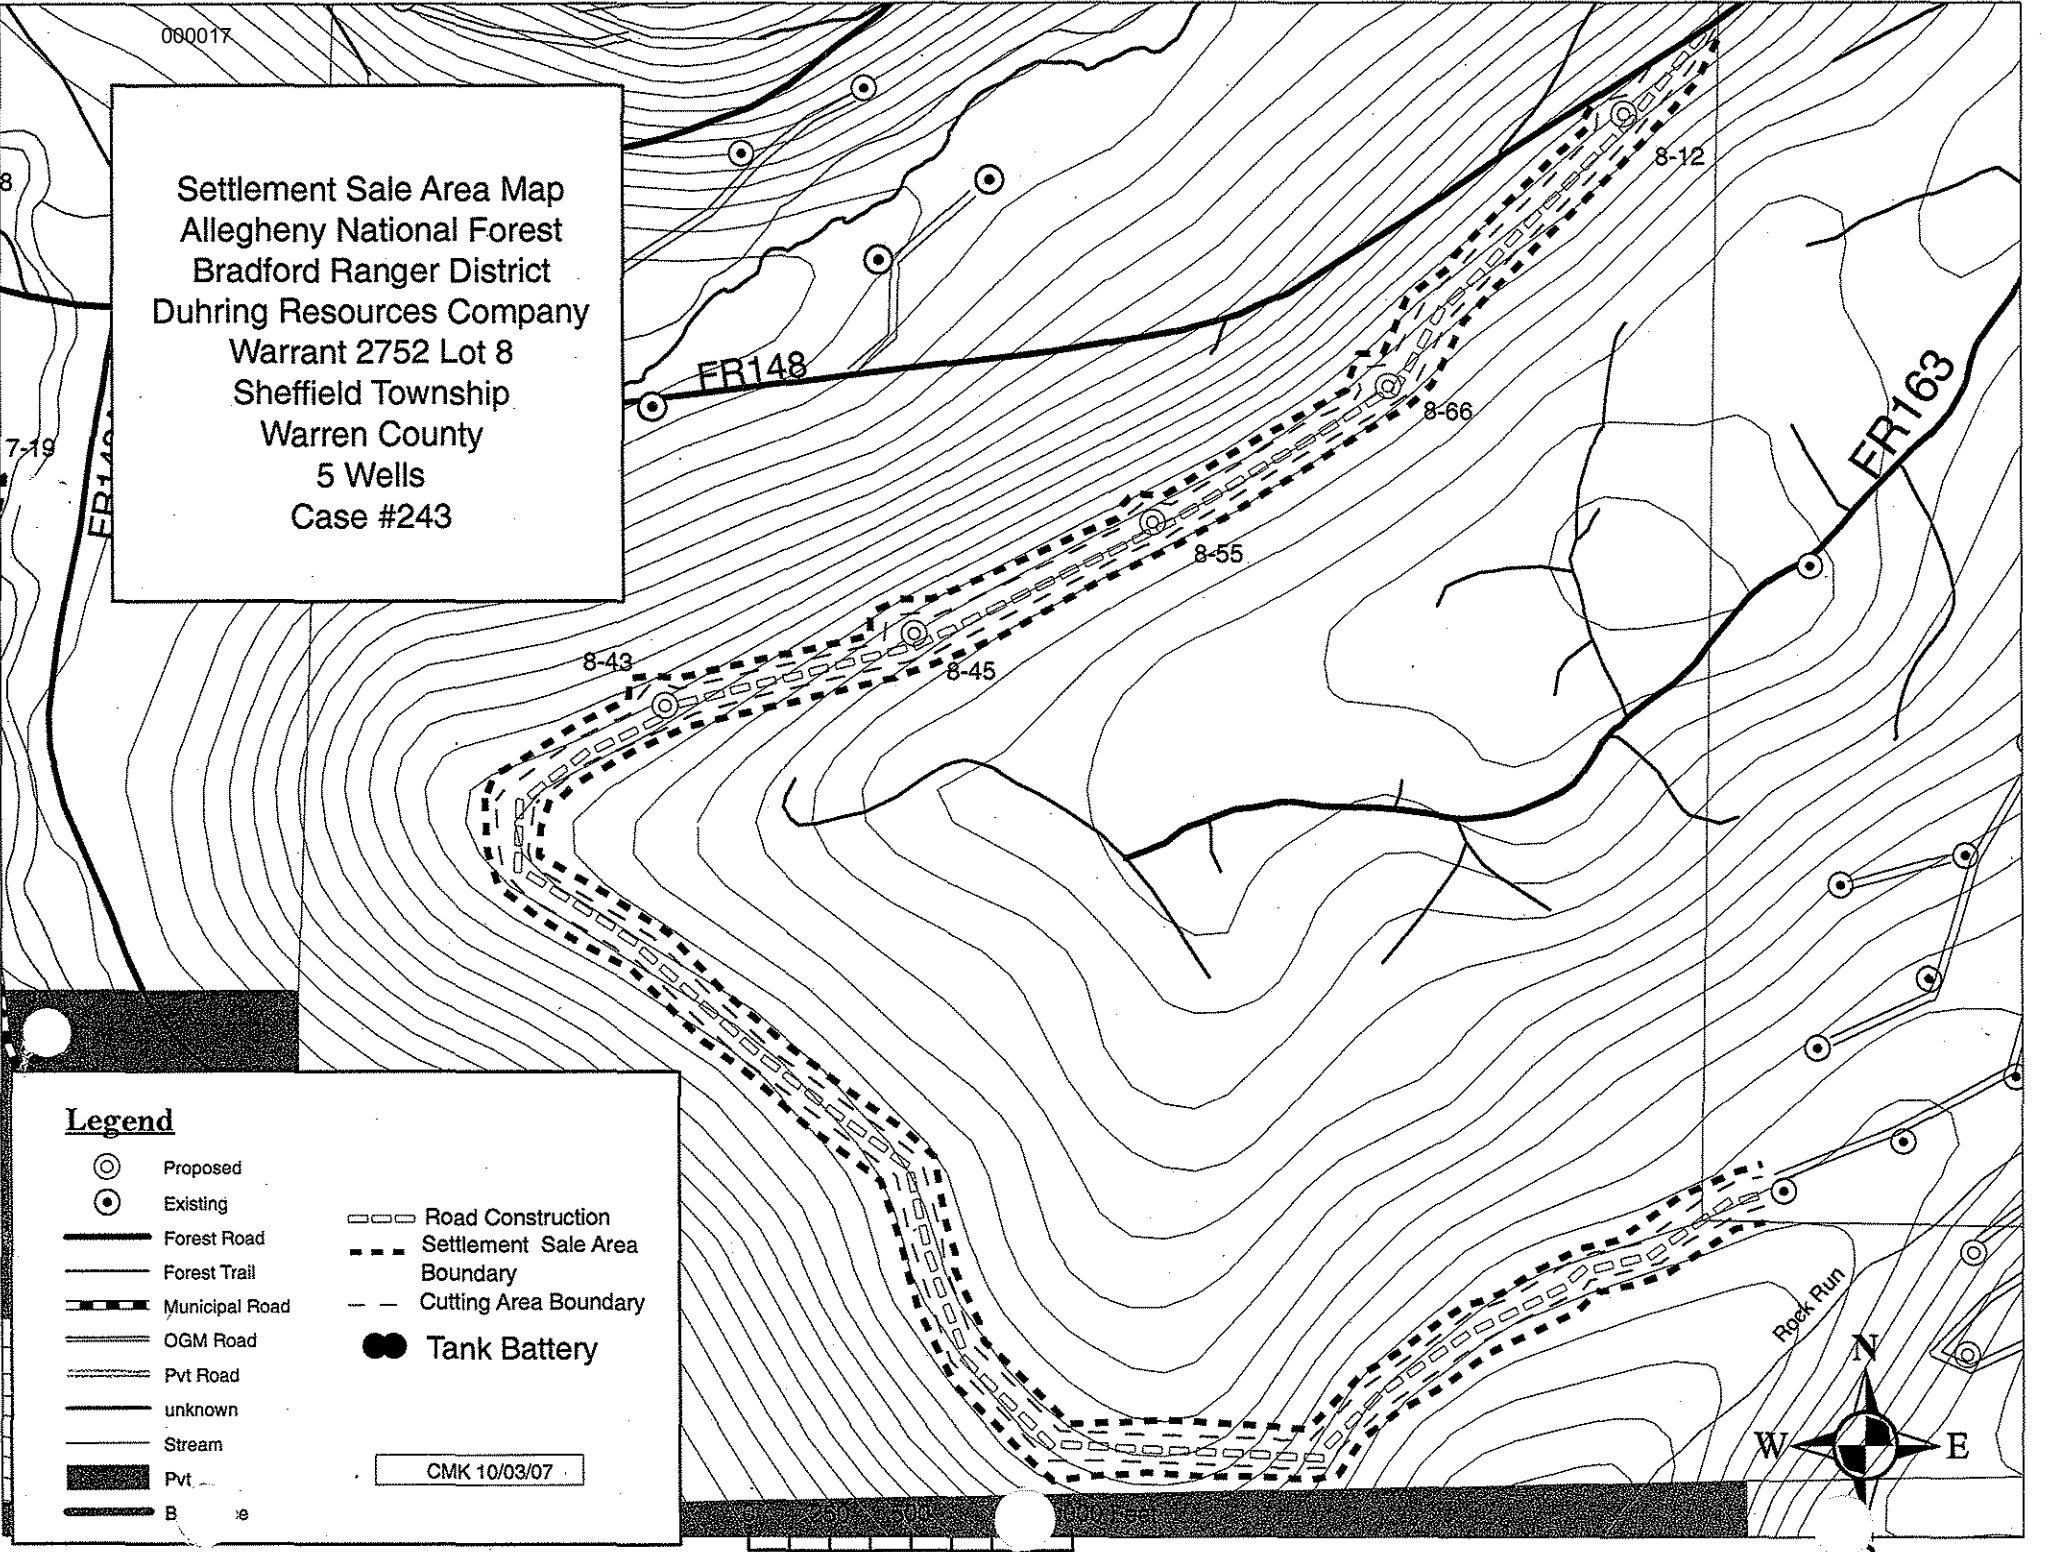 000017
Settlement Sale Area Map
Allegheny National Forest
Bradford Ranger District
Duhring Resources Company
Warrant 2752 Lot 8
Sheffield Township
Warren County
5 Wells
Case #243
8
7-19
FR148
8-12
8-66
FR163
8-55
8-45
8-43
Rock Run
N
W
E
Legend
Proposed
Existing
Forest Road
Forest Trail
Municipal Road
OGM Road
Pvt Road
unknown
Stream
Pvt
Road Construction
Settlement Sale Area
Boundary
Cutting Area Boundary
Tank Battery
CMK 10/03/07